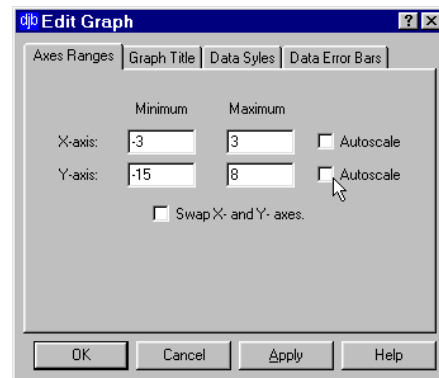 djb Edit Graph ? X
Axes Ranges Graph Title Data Syles Data Error Bars
Minimum Maximum
X-axis: -3 3 Autoscale
Y-axis: -15 8 Autoscale
Swap X- and Y- axes.
OK Cancel Apply Help